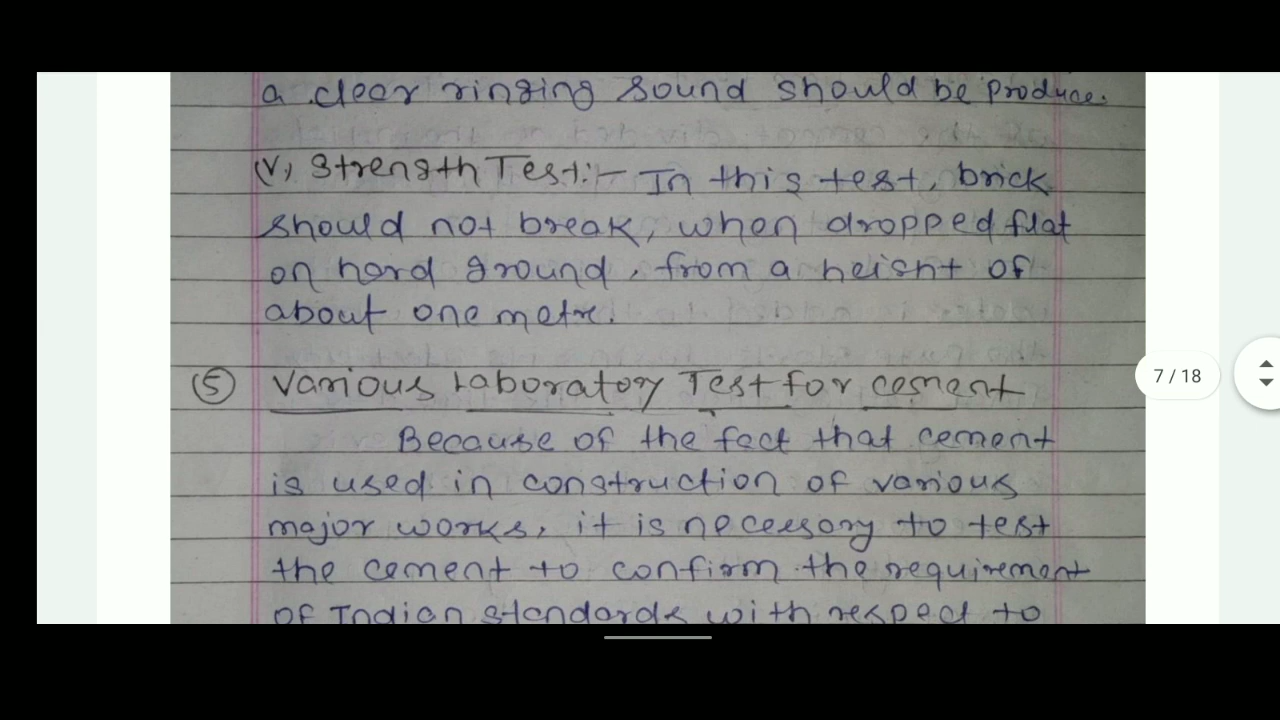 a clear ringing sound should be produce.
(V) Strength Test:- In this test, brick
should not break, when dropped flat
on hard ground, from a height of
about one metre.
(5) Various Laboratory Test for cement
Because of the fact that cement
is used in construction of various
major works, it is necessary to test
the cement to confirm the requirement
of Indian standards with respect to
7 / 18